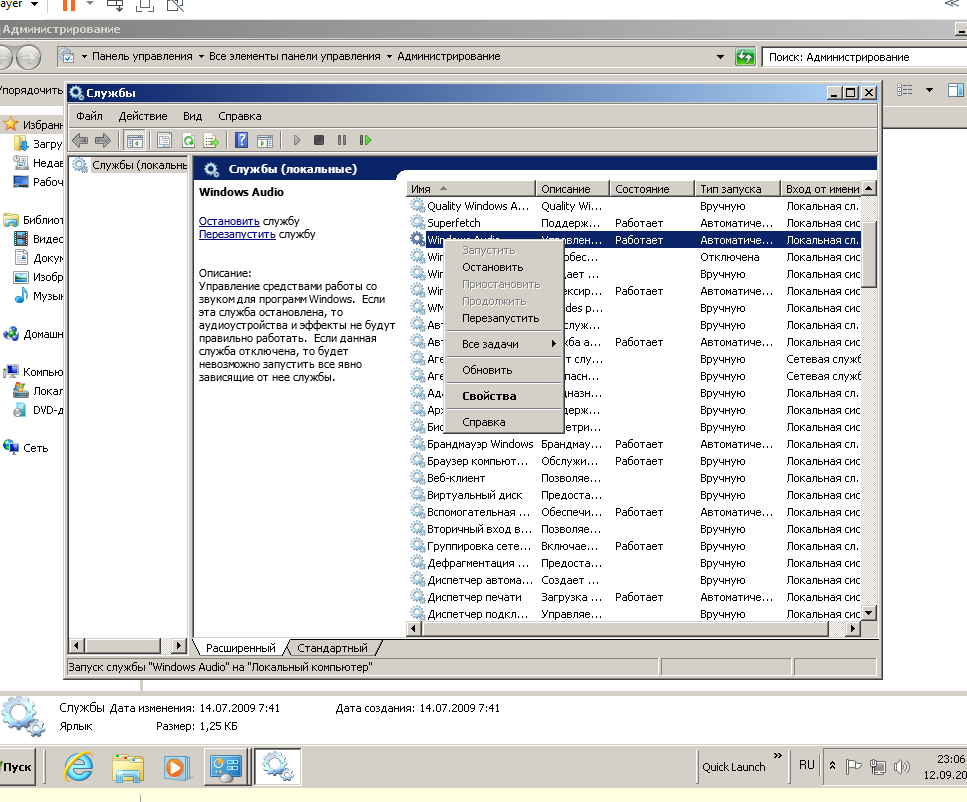 ayer
Администрирование
Панель управления Все элементы панели управления Администрирование
Поиск: Администрирование
Упорядочить
Службы
Файл Действие Вид Справка
Избранн
Загру
Недав
Рабоч
Библиот
Видес
Докум
Изобр
Музык
Домашн
Компью
Локал
DVD-д
Сеть
Службы (локальнь
Службы (локальные)
Windows Audio
Остановить службу
Перезапустить службу
Описание:
Управление средствами работы со
звуком для программ Windows. Если
эта служба остановлена, то
аудиоустройства и эффекты не будут
правильно работать. Если данная
служба отключена, то будет
невозможно запустить все явно
зависящие от нее службы.
Имя Описание Состояние Тип запуска Вход от имени
Quality Windows A... Quality Wi... Вручную Локальная сл.
Superfetch Поддерж... Работает Автоматиче... Локальная сис
Windows Audio Управлен... Работает Автоматиче... Локальная сл.
Wir обес... Отключена Локальная сл.
Wir дает ... Вручную Локальная сис
Wir ексир... Работает Автоматиче... Локальная сис
WM des p... Вручную Локальная сис
Авт служ... Вручную Локальная сис
Авт ба а... Работает Автоматиче... Локальная сис
Аге т слу... Вручную Сетевая служб
Аге пасн... Вручную Сетевая служб
Ада дназн... Вручную Локальная сис
Арх держ... Вручную Локальная сис
Бис етри... Вручную Локальная сис
Брандмауэр Windows Брандмау... Работает Автоматиче... Локальная сл.
Браузер компьют... Обслужи... Работает Вручную Локальная сис
Веб-клиент Позволяе... Вручную Локальная сл.
Виртуальный диск Предоста... Вручную Локальная сис
Вспомогательная ... Обеспечи... Работает Автоматиче... Локальная сис
Вторичный вход в... Позволяе... Вручную Локальная сис
Группировка сете... Включае... Работает Вручную Локальная сл.
Дефрагментация ... Предоста... Вручную Локальная сис
Диспетчер автома... Создает ... Вручную Локальная сис
Диспетчер печати Загрузка ... Работает Автоматиче... Локальная сис
Диспетчер подкл... Управляе... Вручную Локальная сис
Запустить
Остановить
Приостановить
Продолжить
Перезапустить
Все задачи
Обновить
Свойства
Справка
Расширенный Стандартный
Запуск службы "Windows Audio" на "Локальный компьютер"
Службы Дата изменения: 14.07.2009 7:41 Дата создания: 14.07.2009 7:41
Ярлык Размер: 1,25 КБ
Пуск
Quick Launch
RU
23:06
12.09.20